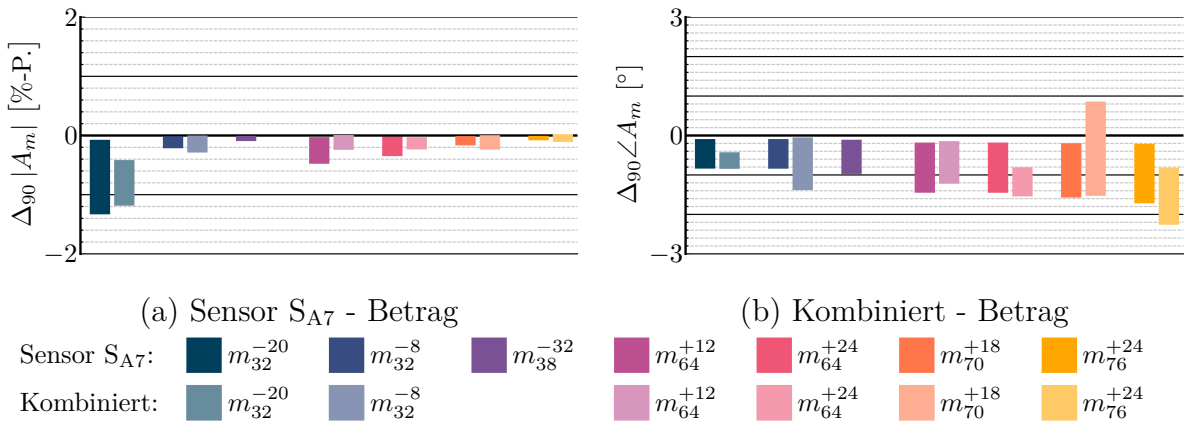 2
0
−2
Δ₉₀ |Aₘ| [%-P.]
3
0
−3
Δ₉₀∠Aₘ [°]
(a) Sensor S_A7 - Betrag
(b) Kombiniert - Betrag
Sensor S_A7: m₃₂⁻²⁰ m₃₂⁻⁸ m₃₈⁻³² m₆₄⁺¹² m₆₄⁺²⁴ m₇₀⁺¹⁸ m₇₆⁺²⁴
Kombiniert: m₃₂⁻²⁰ m₃₂⁻⁸ m₆₄⁺¹² m₆₄⁺²⁴ m₇₀⁺¹⁸ m₇₆⁺²⁴